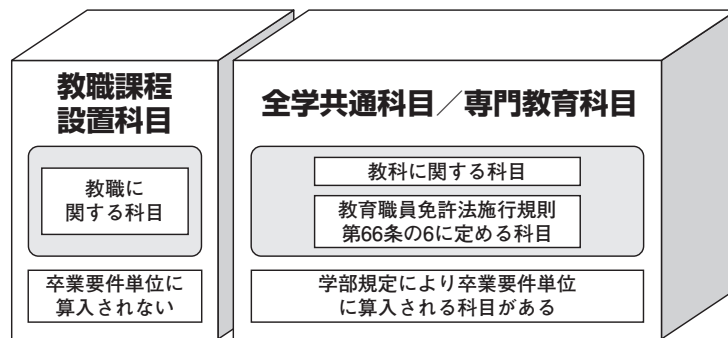 教職課程
設置科目
教職に
関する科目
卒業要件単位に
算入されない
全学共通科目／専門教育科目
教科に関する科目
教育職員免許法施行規則
第66条の6に定める科目
学部規定により卒業要件単位
に算入される科目がある